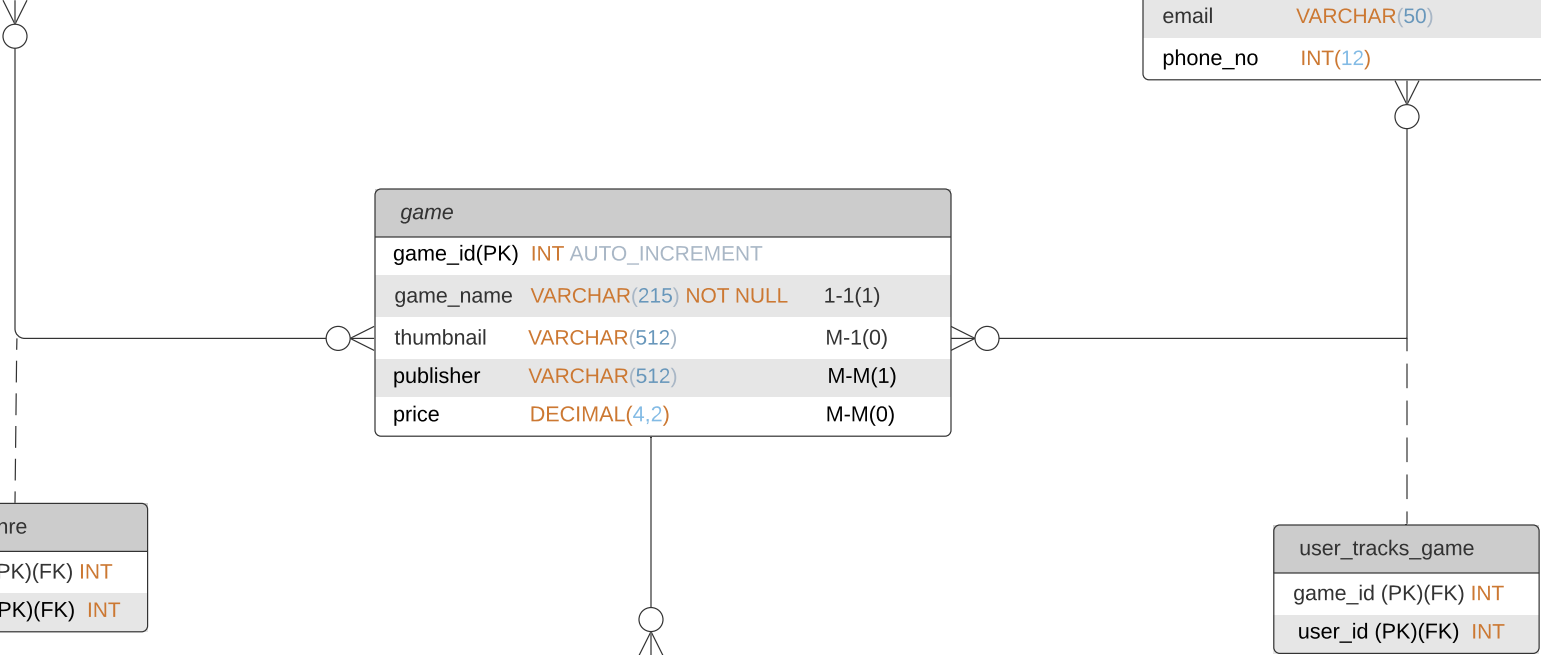 email VARCHAR(50)
phone_no INT(12)
game
game_id(PK) INT AUTO_INCREMENT
game_name VARCHAR(215) NOT NULL 1-1(1)
thumbnail VARCHAR(512) M-1(0)
publisher VARCHAR(512) M-M(1)
price DECIMAL(4,2) M-M(0)
nre
PK)(FK) INT
PK)(FK) INT
user_tracks_game
game_id (PK)(FK) INT
user_id (PK)(FK) INT